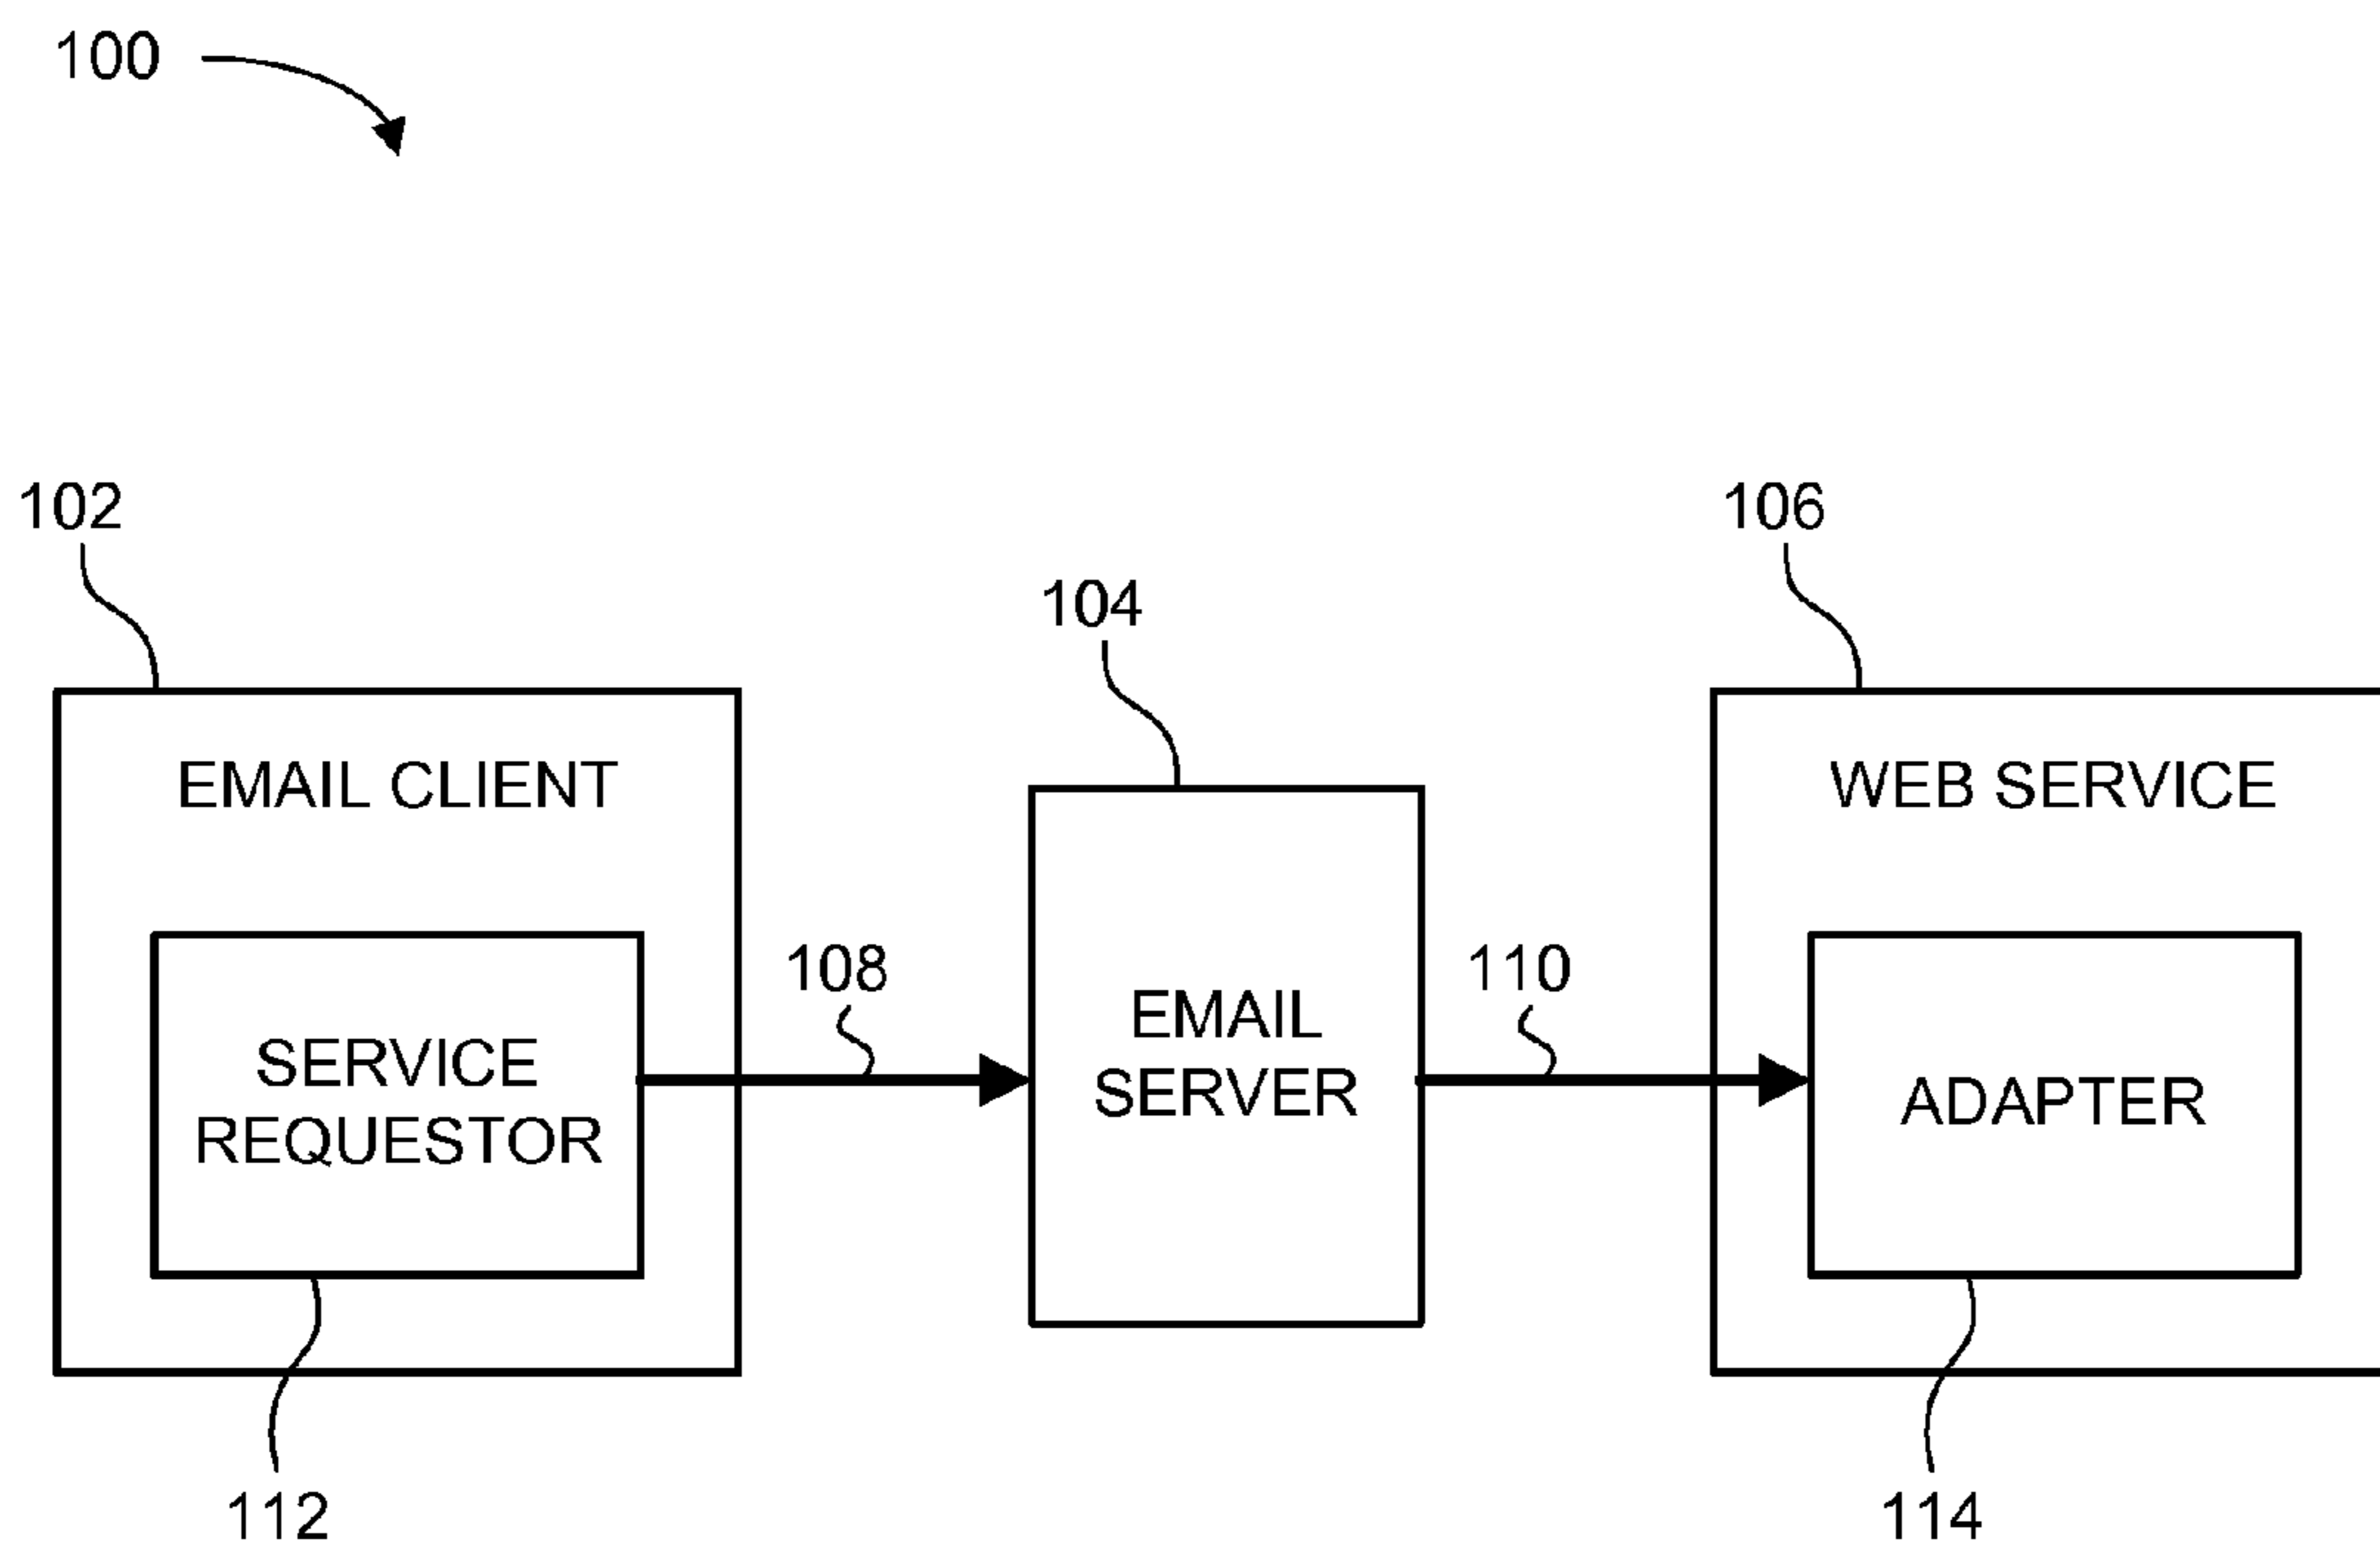 100
102
106
104
EMAIL CLIENT
WEB SERVICE
108
110
EMAIL
SERVER
SERVICE
REQUESTOR
ADAPTER
112
114